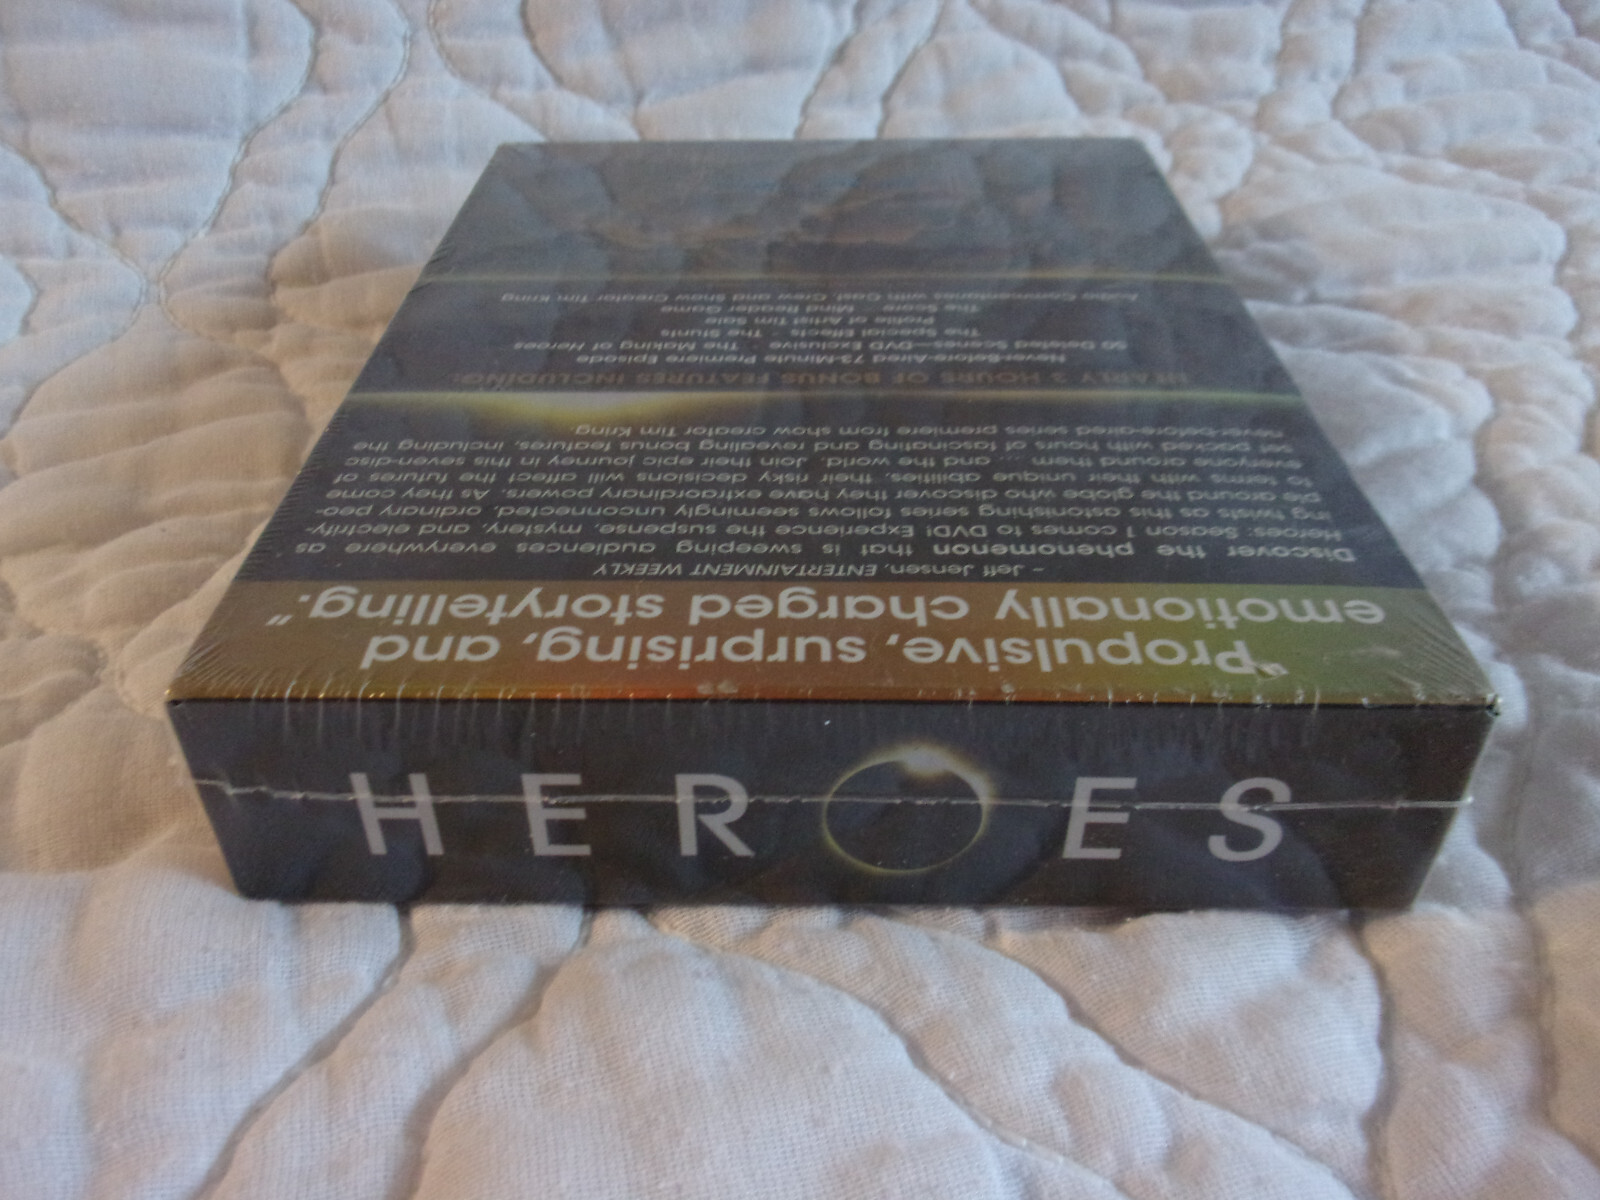 "Propulsive, surprising, and
emotionally charged storytelling."
- Jeff Jensen, ENTERTAINMENT WEEKLY
Discover the phenomenon that is sweeping audiences everywhere as
Heroes: Season 1 comes to DVD! Experience the suspense, mystery, and electrify-
ing twists as this astonishing series follows seemingly unconnected, ordinary peo-
ple around the globe who discover they have extraordinary powers. As they come
to terms with their unique abilities, their risky decisions will affect the futures of
everyone around them ... and the world. Join their epic journey in this seven-disc
set packed with hours of fascinating and revealing bonus features, including the
never-before-aired series premiere from show creator Tim Kring.
NEARLY 3 HOURS OF BONUS FEATURES INCLUDING:
Never-Before-Aired 73-Minute Premiere Episode
50 Deleted Scenes—DVD Exclusive · The Making of Heroes
The Special Effects · The Stunts
Profile of Artist Tim Sale
The Score · Mind Reader Game
Audio Commentaries with Cast, Crew and Show Creator Tim Kring
HEROES